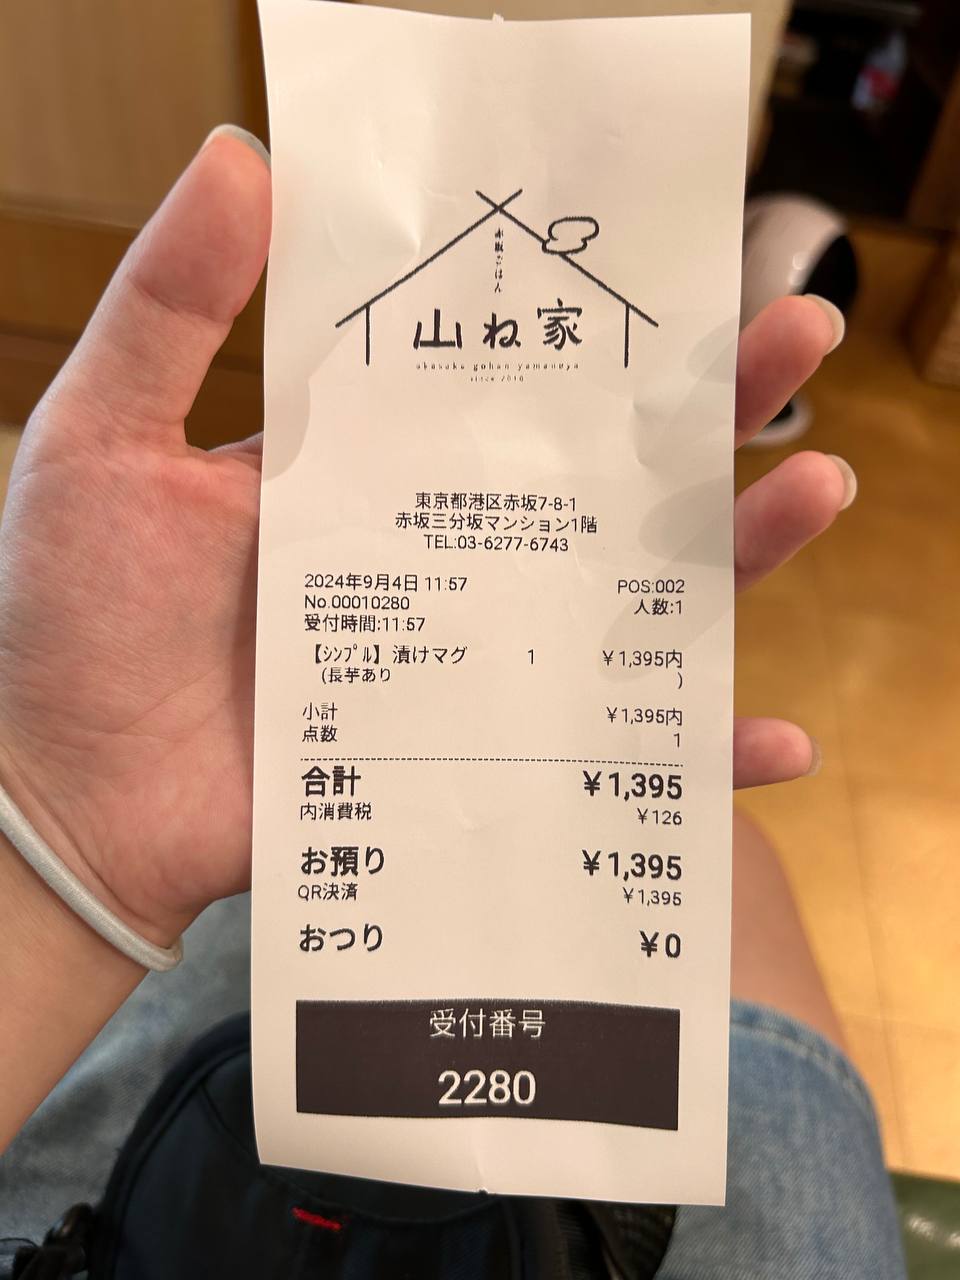 赤坂ごはん
山ね家
akasaka gohan yamaneya
since 2016
東京都港区赤坂7-8-1
赤坂三分坂マンション1階
TEL:03-6277-6743
2024年9月4日 11:57 POS:002
No.00010280 人数:1
受付時間:11:57
【ｼﾝﾌﾟﾙ】漬けマグ 1 ¥1,395内
(長芋あり )
小計 ¥1,395内
点数 1
合計 ¥1,395
内消費税 ¥126
お預り ¥1,395
QR決済 ¥1,395
おつり ¥0
受付番号
2280